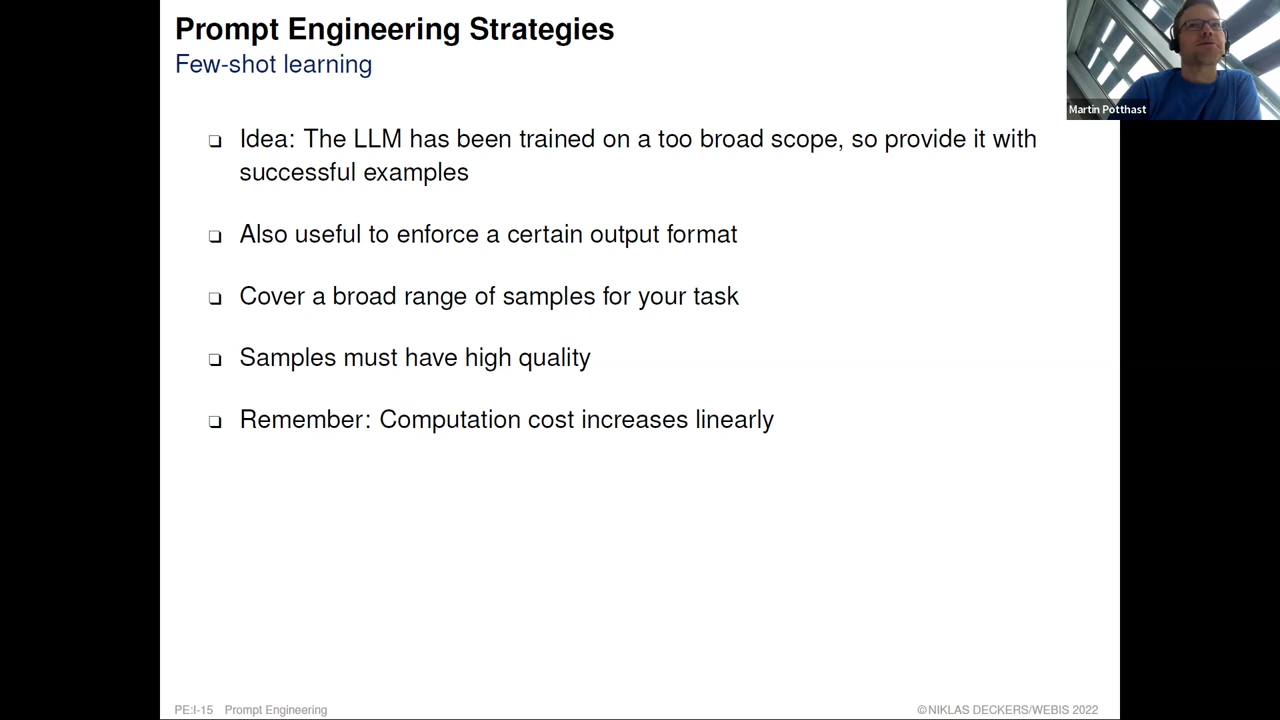 Prompt Engineering Strategies
Few-shot learning
Martin Potthast
❏ Idea: The LLM has been trained on a too broad scope, so provide it with
successful examples
❏ Also useful to enforce a certain output format
❏ Cover a broad range of samples for your task
❏ Samples must have high quality
❏ Remember: Computation cost increases linearly
PE:I-15 Prompt Engineering
©NIKLAS DECKERS/WEBIS 2022